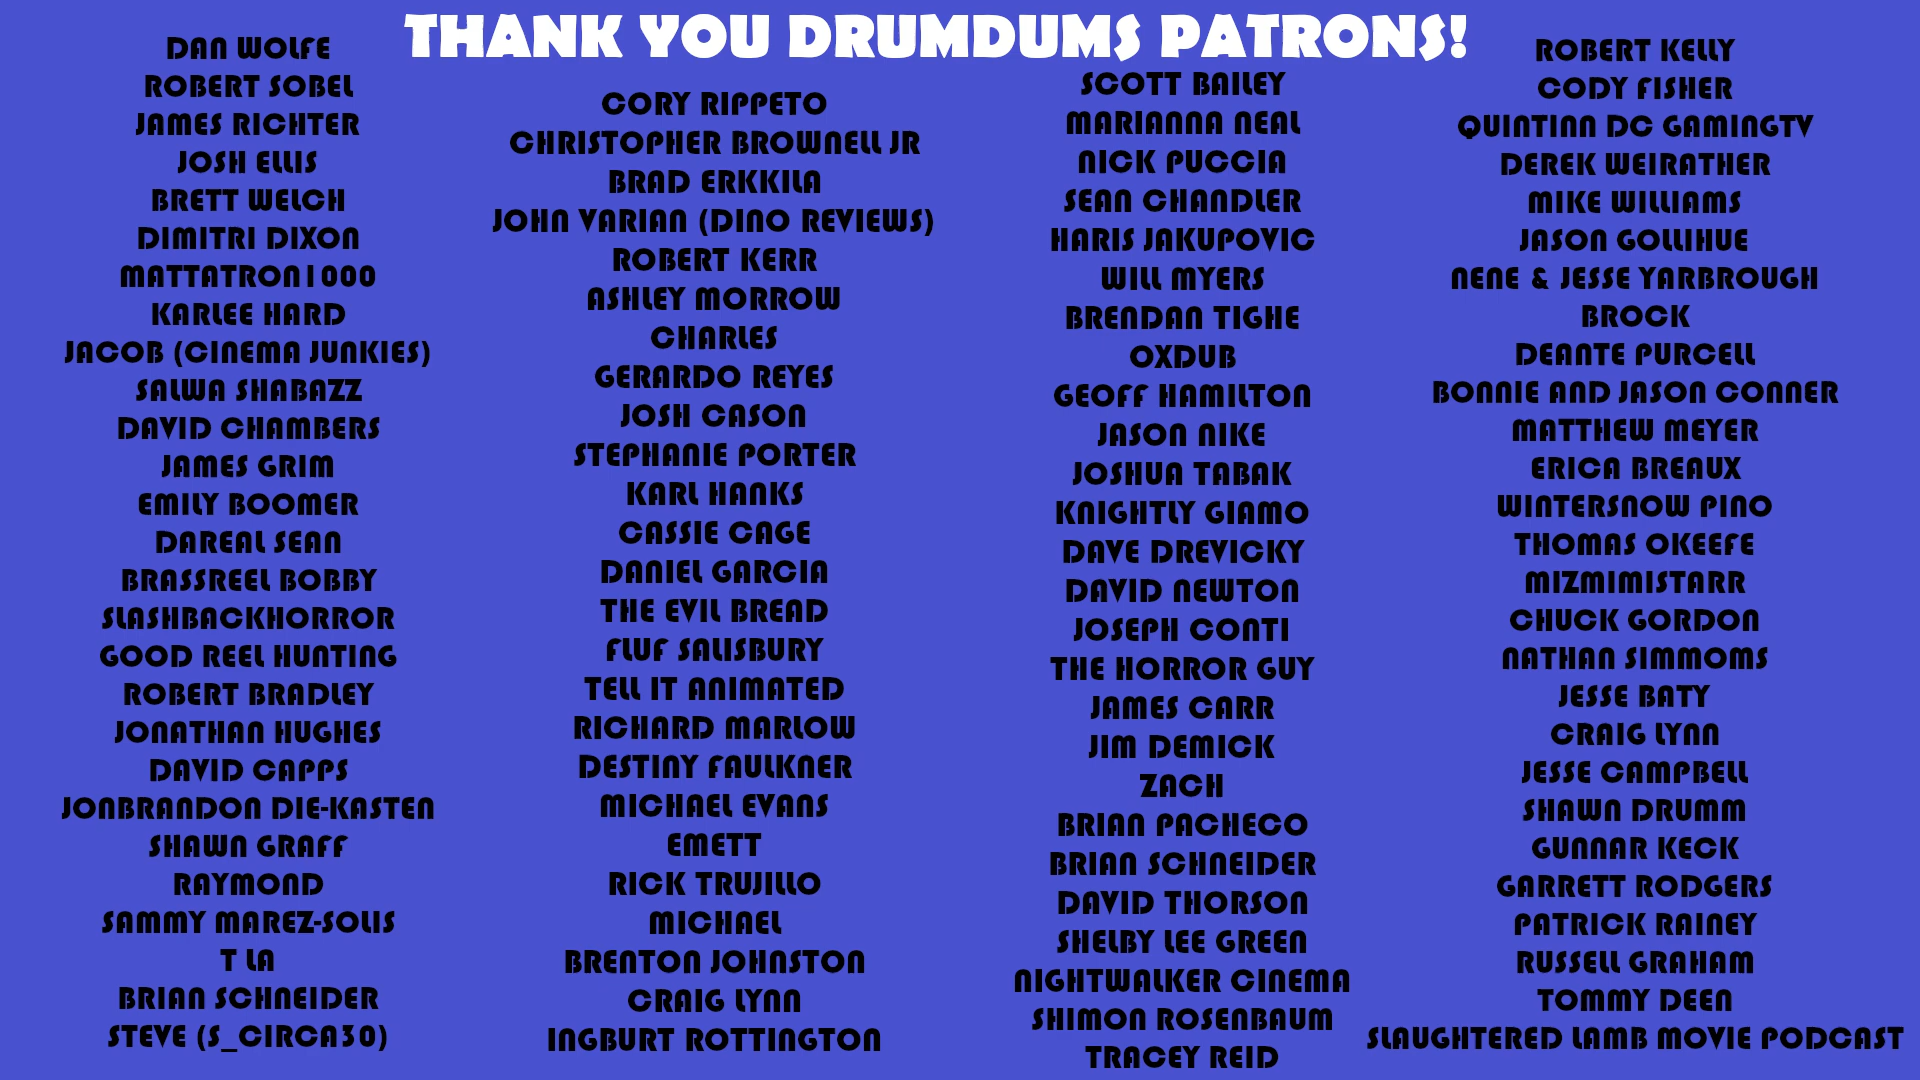 THANK YOU DRUMDUMS PATRONS!
DAN WOLFE
ROBERT SOBEL
JAMES RICHTER
JOSH ELLIS
BRETT WELCH
DIMITRI DIXON
MATTATRON1000
KARLEE HARD
JACOB (CINEMA JUNKIES)
SALWA SHABAZZ
DAVID CHAMBERS
JAMES GRIM
EMILY BOOMER
DAREAL SEAN
BRASSREEL BOBBY
SLASHBACKHORROR
GOOD REEL HUNTING
ROBERT BRADLEY
JONATHAN HUGHES
DAVID CAPPS
JONBRANDON DIE-KASTEN
SHAWN GRAFF
RAYMOND
SAMMY MAREZ-SOLIS
T LA
BRIAN SCHNEIDER
STEVE (S_CIRCA30)
CORY RIPPETO
CHRISTOPHER BROWNELL JR
BRAD ERKKILA
JOHN VARIAN (DINO REVIEWS)
ROBERT KERR
ASHLEY MORROW
CHARLES
GERARDO REYES
JOSH CASON
STEPHANIE PORTER
KARL HANKS
CASSIE CAGE
DANIEL GARCIA
THE EVIL BREAD
FLUF SALISBURY
TELL IT ANIMATED
RICHARD MARLOW
DESTINY FAULKNER
MICHAEL EVANS
EMETT
RICK TRUJILLO
MICHAEL
BRENTON JOHNSTON
CRAIG LYNN
INGBURT ROTTINGTON
SCOTT BAILEY
MARIANNA NEAL
NICK PUCCIA
SEAN CHANDLER
HARIS JAKUPOVIC
WILL MYERS
BRENDAN TIGHE
OXDUB
GEOFF HAMILTON
JASON NIKE
JOSHUA TABAK
KNIGHTLY GIAMO
DAVE DREVICKY
DAVID NEWTON
JOSEPH CONTI
THE HORROR GUY
JAMES CARR
JIM DEMICK
ZACH
BRIAN PACHECO
BRIAN SCHNEIDER
DAVID THORSON
SHELBY LEE GREEN
NIGHTWALKER CINEMA
SHIMON ROSENBAUM
TRACEY REID
ROBERT KELLY
CODY FISHER
QUINTINN DC GAMINGTV
DEREK WEIRATHER
MIKE WILLIAMS
JASON GOLLIHUE
NENE & JESSE YARBROUGH
BROCK
DEANTE PURCELL
BONNIE AND JASON CONNER
MATTHEW MEYER
ERICA BREAUX
WINTERSNOW PINO
THOMAS OKEEFE
MIZMIMISTARR
CHUCK GORDON
NATHAN SIMMOMS
JESSE BATY
CRAIG LYNN
JESSE CAMPBELL
SHAWN DRUMM
GUNNAR KECK
GARRETT RODGERS
PATRICK RAINEY
RUSSELL GRAHAM
TOMMY DEEN
SLAUGHTERED LAMB MOVIE PODCAST